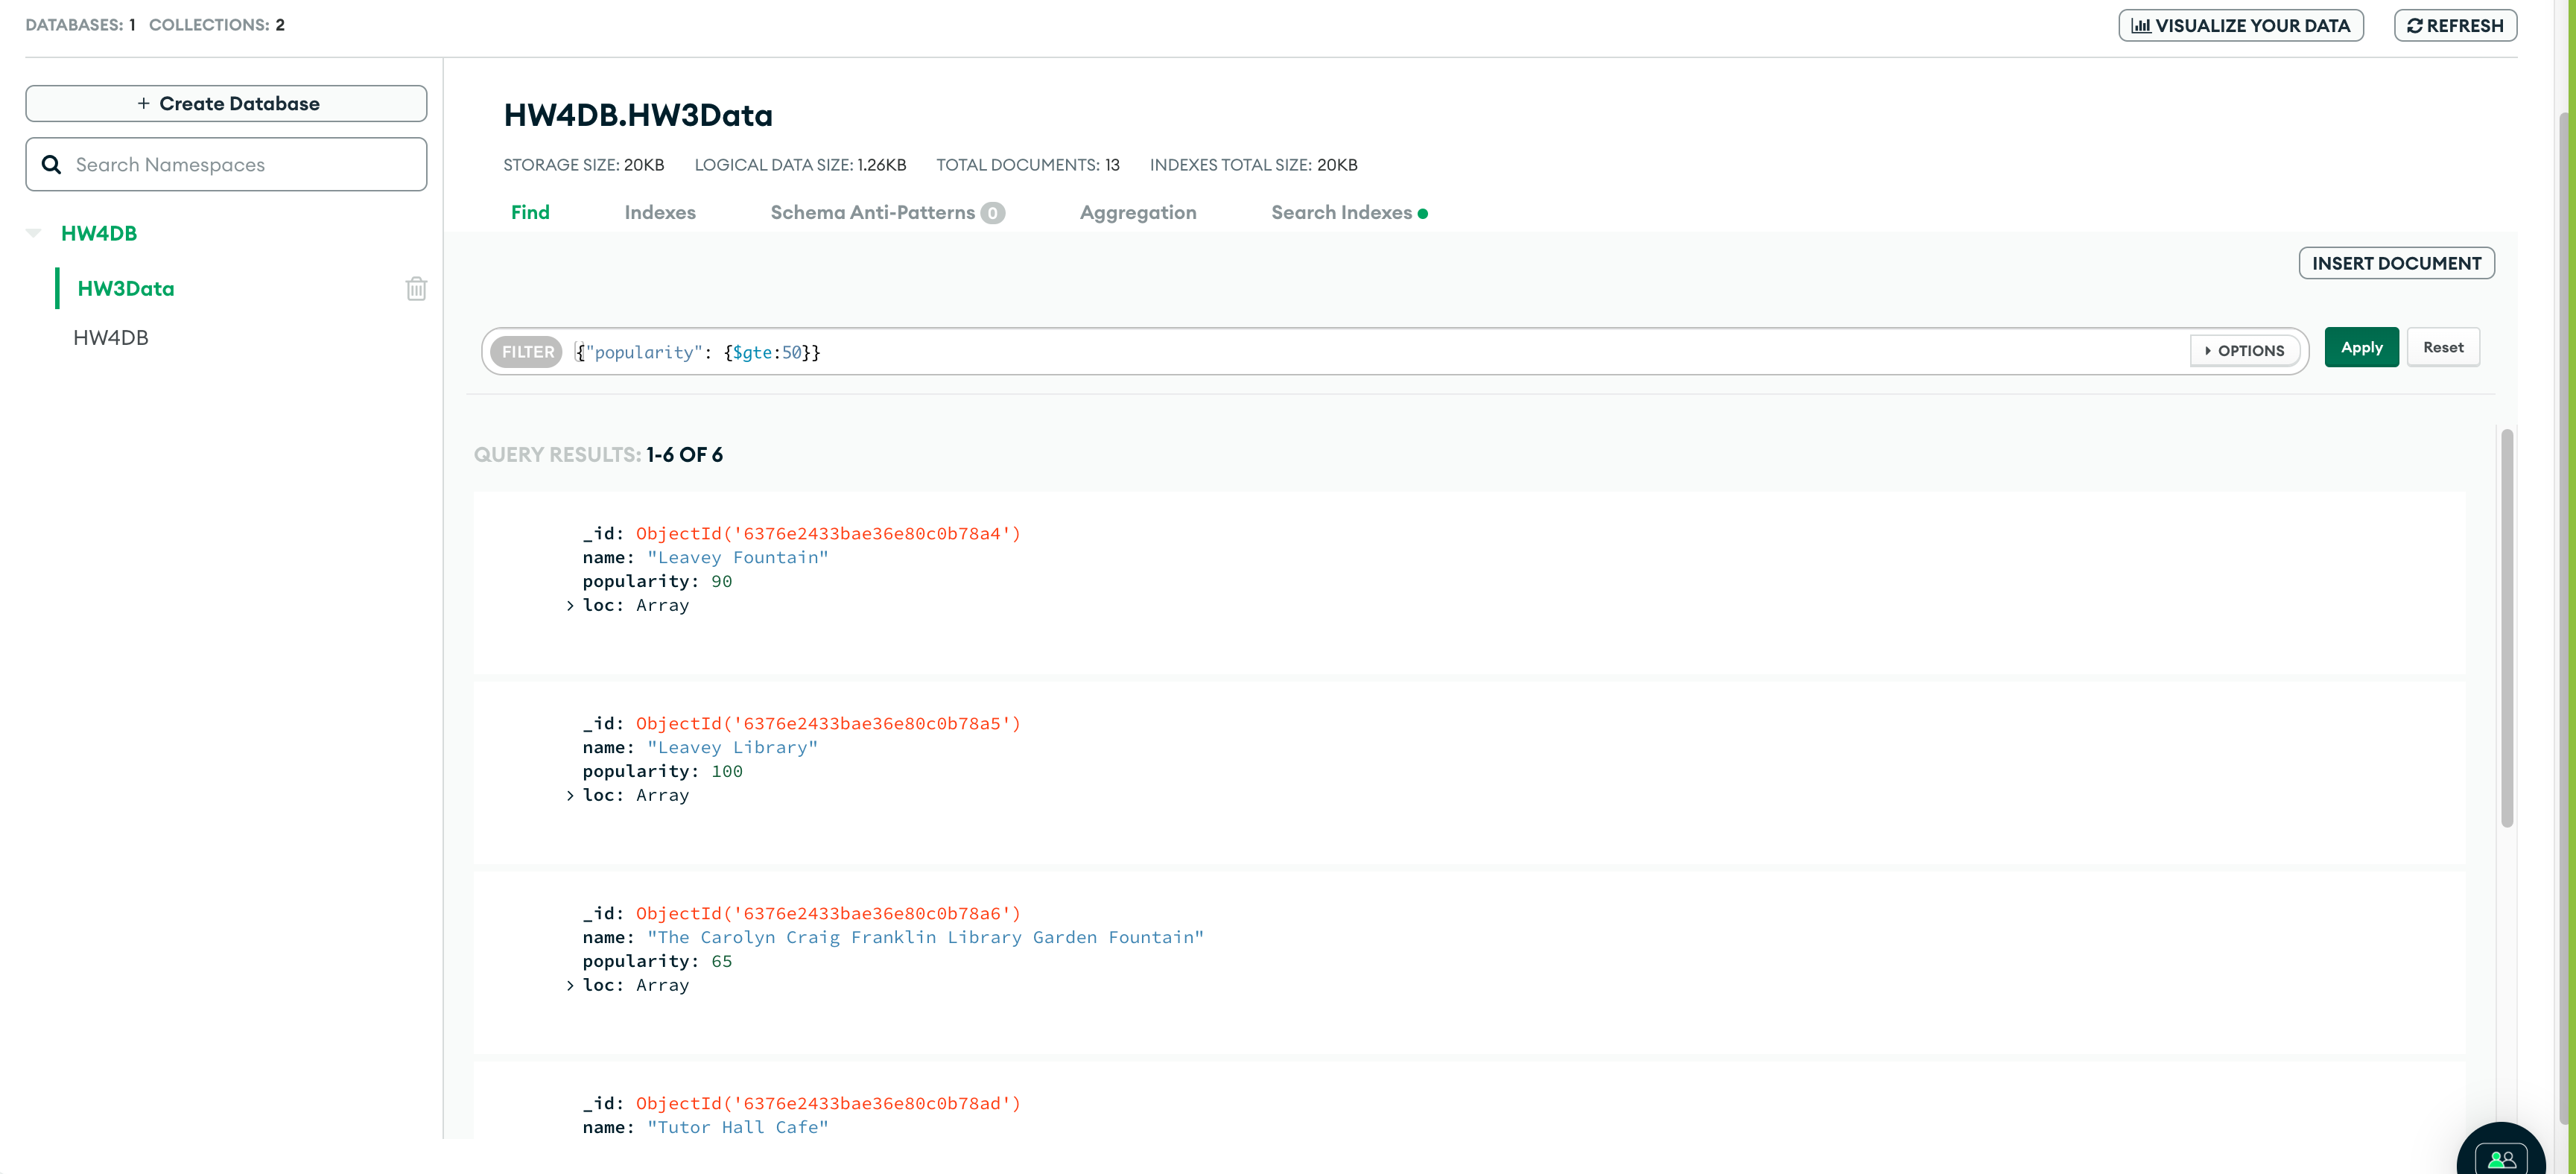 DATABASES: 1 COLLECTIONS: 2
VISUALIZE YOUR DATA
REFRESH
+ Create Database
Search Namespaces
HW4DB
HW3Data
HW4DB
HW4DB.HW3Data
STORAGE SIZE: 20KB LOGICAL DATA SIZE: 1.26KB TOTAL DOCUMENTS: 13 INDEXES TOTAL SIZE: 20KB
Find Indexes Schema Anti-Patterns 0 Aggregation Search Indexes
INSERT DOCUMENT
FILTER {"popularity": {$gte:50}} OPTIONS Apply Reset
QUERY RESULTS: 1-6 OF 6
_id: ObjectId('6376e2433bae36e80c0b78a4')
name: "Leavey Fountain"
popularity: 90
> loc: Array
_id: ObjectId('6376e2433bae36e80c0b78a5')
name: "Leavey Library"
popularity: 100
> loc: Array
_id: ObjectId('6376e2433bae36e80c0b78a6')
name: "The Carolyn Craig Franklin Library Garden Fountain"
popularity: 65
> loc: Array
_id: ObjectId('6376e2433bae36e80c0b78ad')
name: "Tutor Hall Cafe"